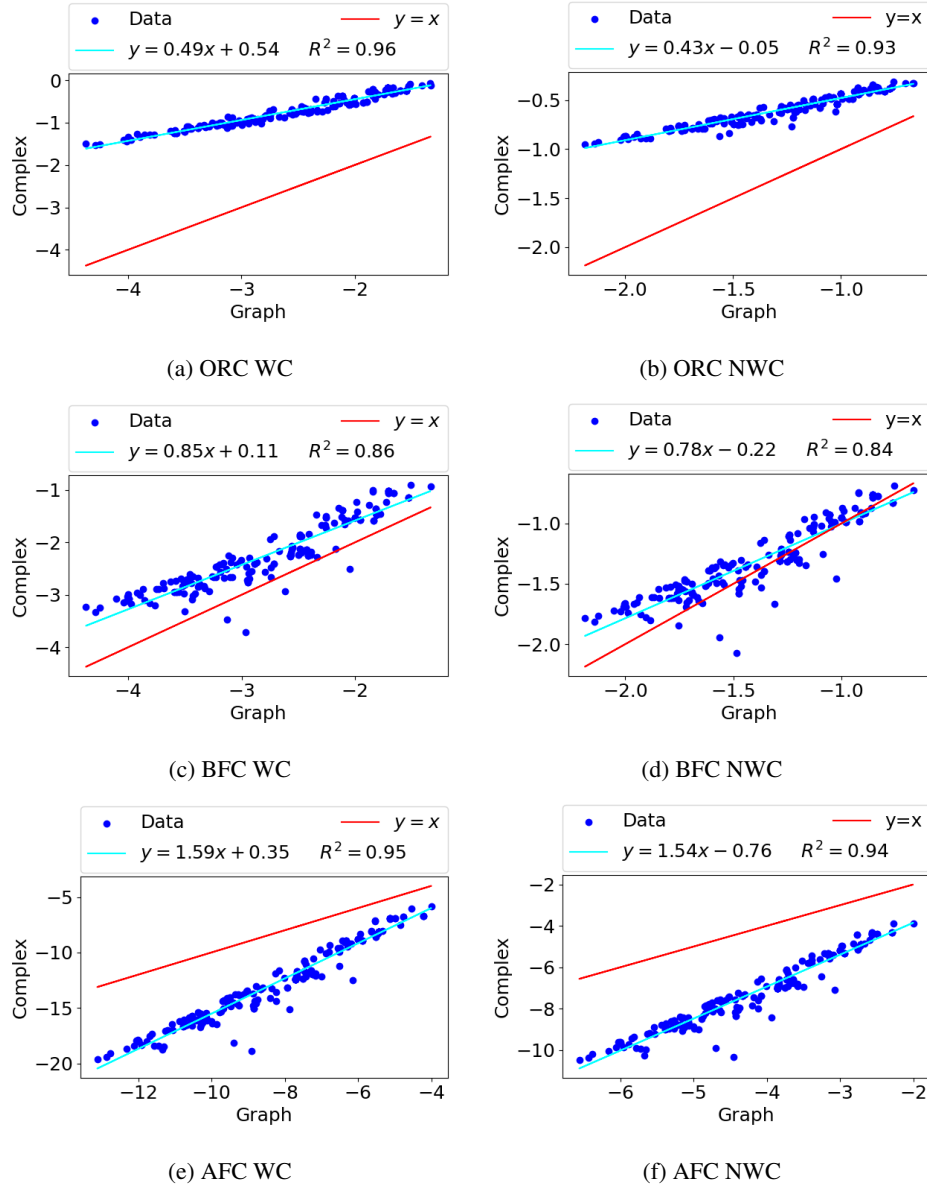 Data y = x
y = 0.49x + 0.54 R² = 0.96
0
−1
−2
−3
−4
Complex
−4 −3 −2
Graph
(a) ORC WC
Data y=x
y = 0.43x − 0.05 R² = 0.93
−0.5
−1.0
−1.5
−2.0
Complex
−2.0 −1.5 −1.0
Graph
(b) ORC NWC
Data y = x
y = 0.85x + 0.11 R² = 0.86
−1
−2
−3
−4
Complex
−4 −3 −2
Graph
(c) BFC WC
Data y=x
y = 0.78x − 0.22 R² = 0.84
−1.0
−1.5
−2.0
Complex
−2.0 −1.5 −1.0
Graph
(d) BFC NWC
Data y = x
y = 1.59x + 0.35 R² = 0.95
−5
−10
−15
−20
Complex
−12 −10 −8 −6 −4
Graph
(e) AFC WC
Data y=x
y = 1.54x − 0.76 R² = 0.94
−2
−4
−6
−8
−10
Complex
−6 −5 −4 −3 −2
Graph
(f) AFC NWC